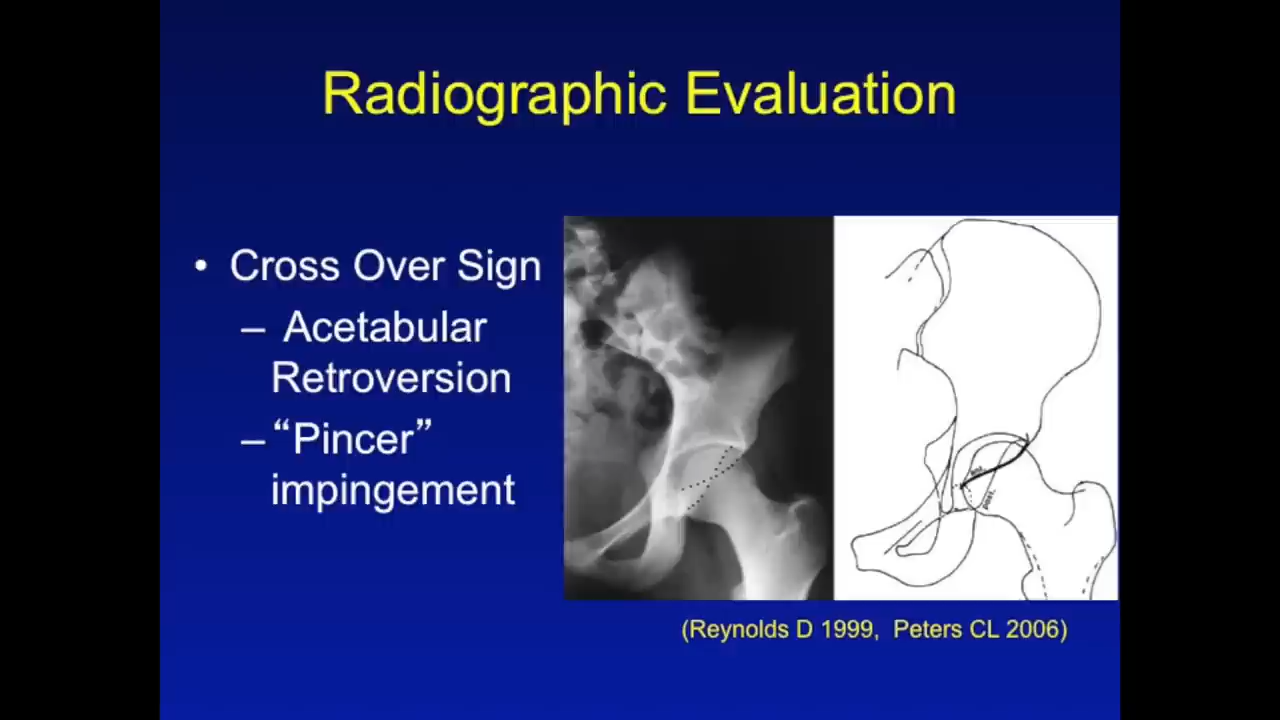 Radiographic Evaluation
• Cross Over Sign
– Acetabular
Retroversion
– “Pincer”
impingement
(Reynolds D 1999, Peters CL 2006)